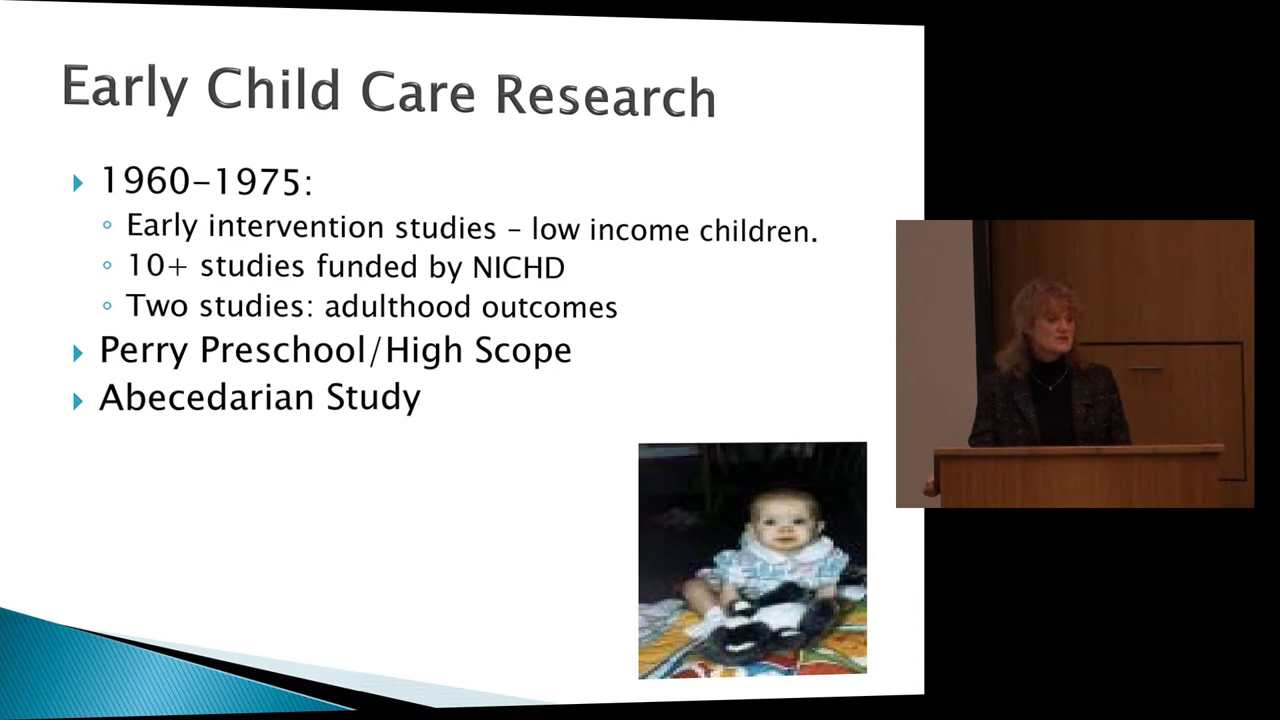 Early Child Care Research
1960-1975:
Early intervention studies – low income children.
10+ studies funded by NICHD
Two studies: adulthood outcomes
Perry Preschool/High Scope
Abecedarian Study